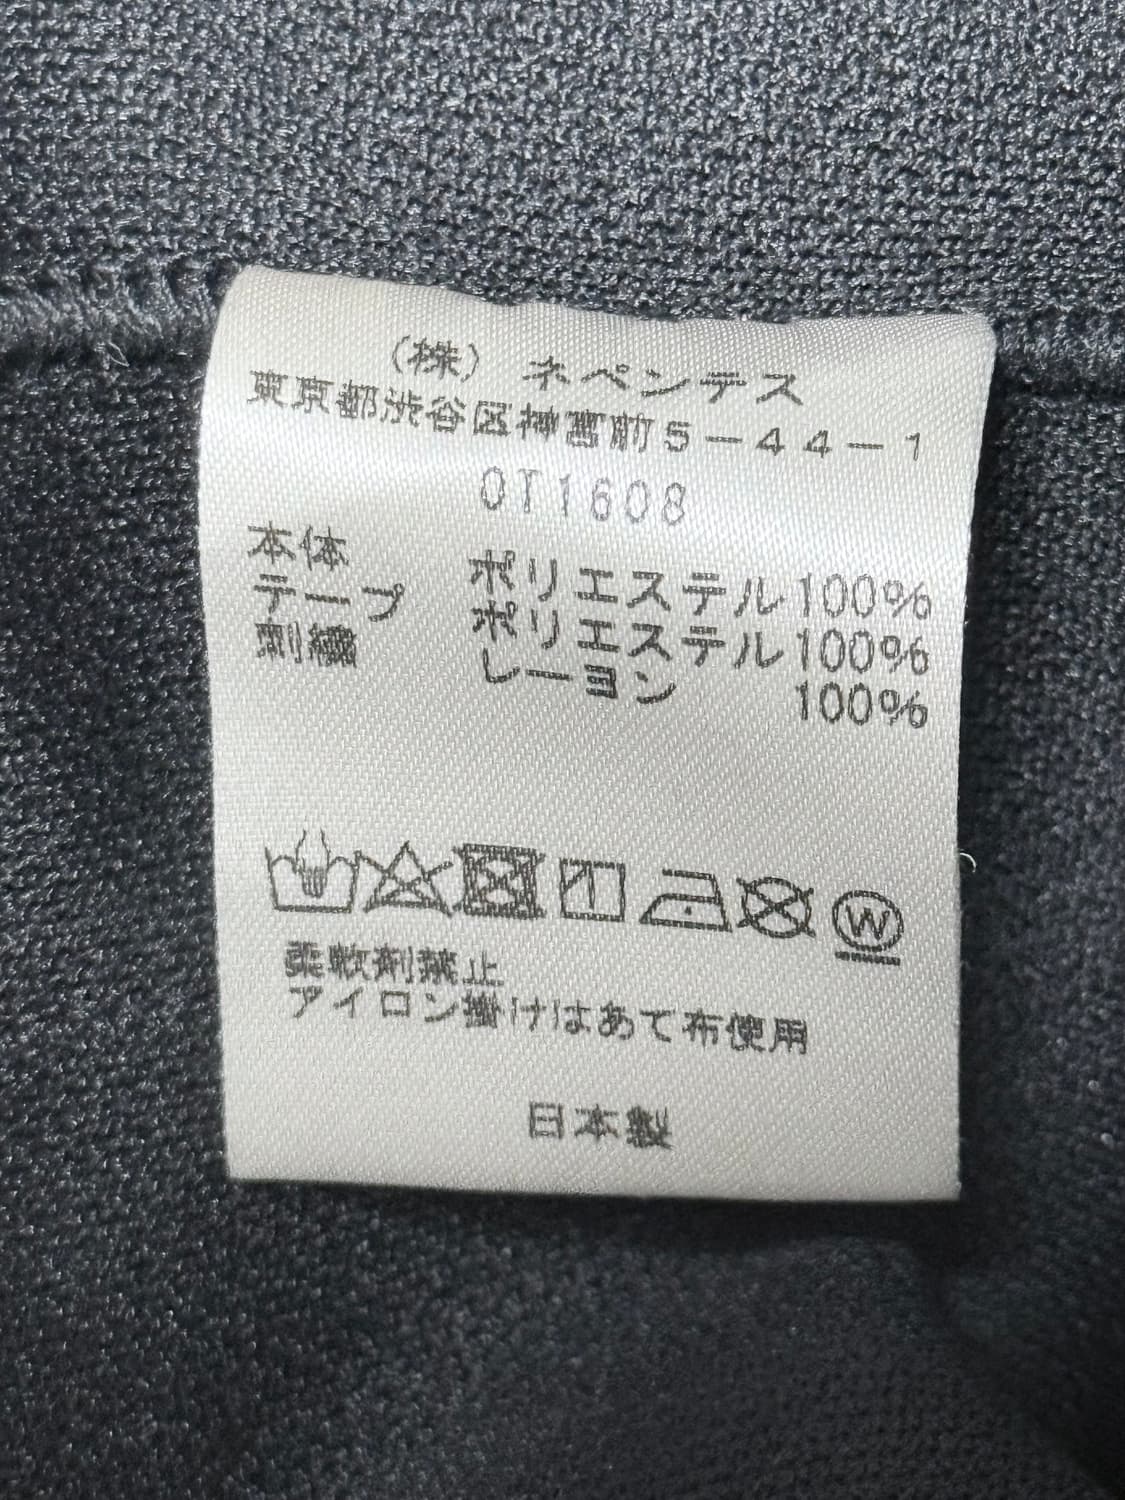 （株） ネペンテス
東京都渋谷区神宮前5－44－1
OT1608
本体 ポリエステル100%
テープ ポリエステル100%
刺繍 レーヨン 100%
W
柔軟剤禁止
アイロン掛けはあて布使用
日本製